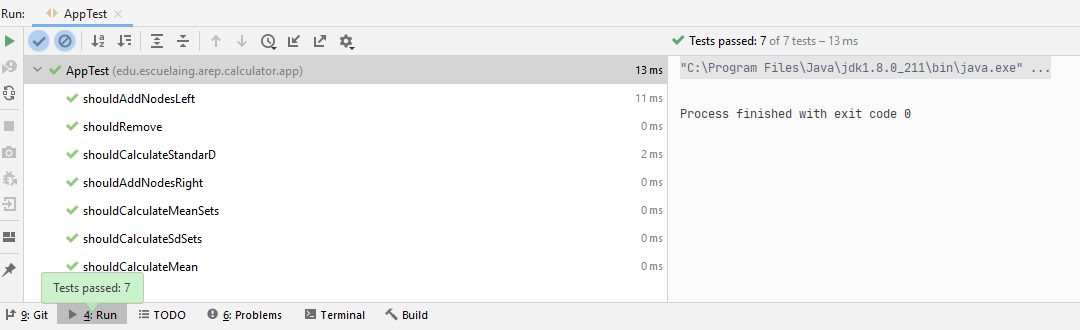 Run: AppTest
Tests passed: 7 of 7 tests – 13 ms
AppTest (edu.escuelaing.arep.calculator.app) 13 ms
"C:\Program Files\Java\jdk1.8.0_211\bin\java.exe" ...
shouldAddNodesLeft 11 ms
Process finished with exit code 0
shouldRemove 0 ms
shouldCalculateStandarD 2 ms
shouldAddNodesRight 0 ms
shouldCalculateMeanSets 0 ms
shouldCalculateSdSets 0 ms
shouldCalculateMean 0 ms
Tests passed: 7
9: Git 4: Run TODO 6: Problems Terminal Build